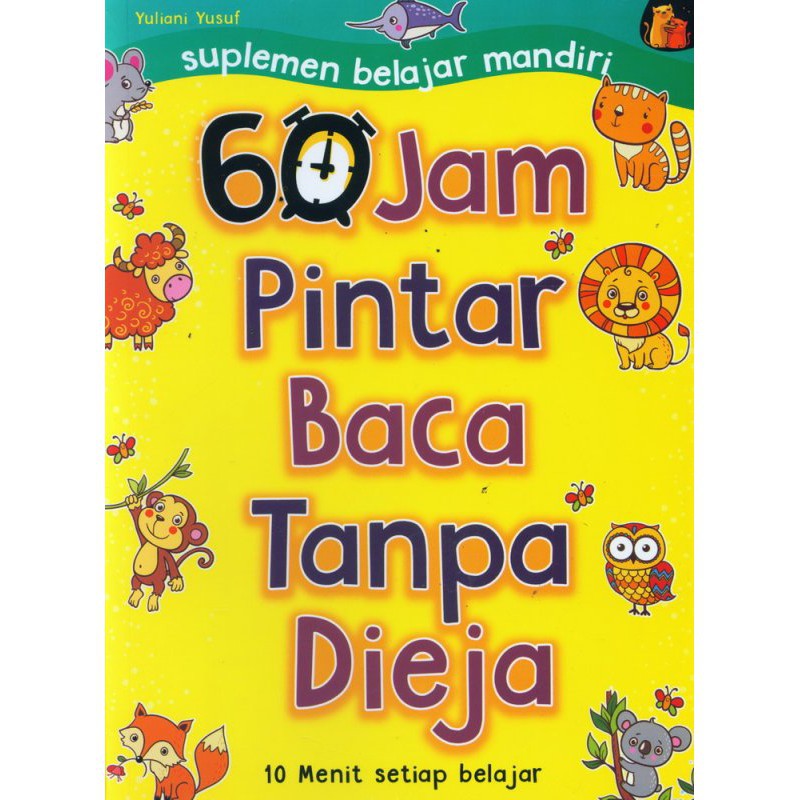 Yuliani Yusuf
suplemen belajar mandiri
60 Jam
Pintar
Baca
Tanpa
Dieja
10 Menit setiap belajar